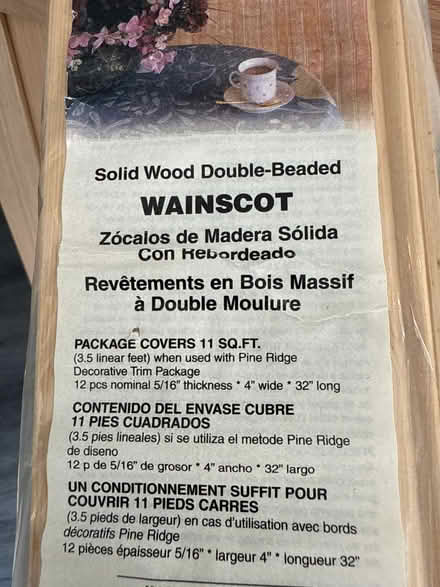 Solid Wood Double-Beaded
WAINSCOT
Zócalos de Madera Sólida
Con Rebordeado
Revêtements en Bois Massif
à Double Moulure
PACKAGE COVERS 11 SQ.FT.
(3.5 linear feet) when used with Pine Ridge
Decorative Trim Package
12 pcs nominal 5/16" thickness * 4" wide * 32" long
CONTENIDO DEL ENVASE CUBRE
11 PIES CUADRADOS
(3.5 pies lineales) si se utiliza el metode Pine Ridge
de diseno
12 p de 5/16" de grosor * 4" ancho * 32" largo
UN CONDITIONNEMENT SUFFIT POUR
COUVRIR 11 PIEDS CARRES
(3.5 pieds de largeur) en cas d'utilisation avec bords
décoratifs Pine Ridge
12 pièces épaisseur 5/16" * largeur 4" * longueur 32"